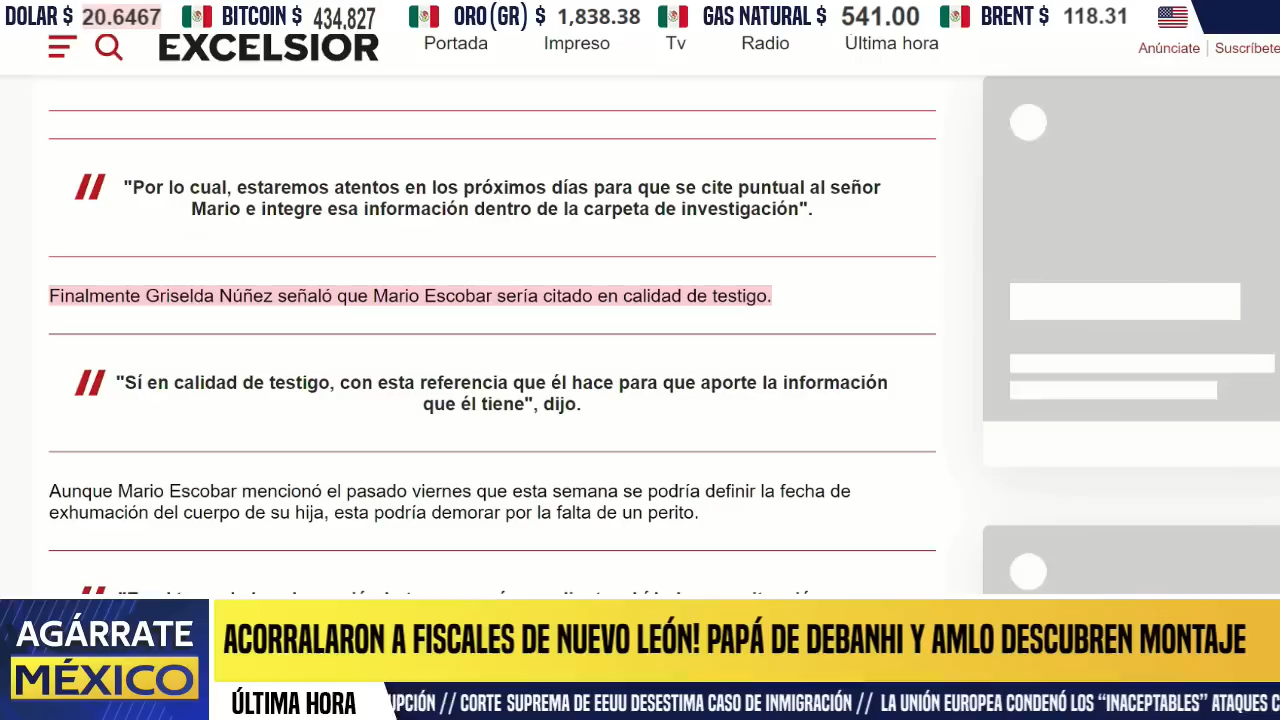 DOLAR $ 20.6467 BITCOIN $ 434.827 ORO(GR) $ 1,838.38 GAS NATURAL $ 541.00 BRENT $ 118.31
EXCELSIOR Portada Impreso Tv Radio Última hora Anúnciate Suscríbete
"Por lo cual, estaremos atentos en los próximos días para que se cite puntual al señor
Mario e integre esa información dentro de la carpeta de investigación".
Finalmente Griselda Núñez señaló que Mario Escobar sería citado en calidad de testigo.
"Sí en calidad de testigo, con esta referencia que él hace para que aporte la información
que él tiene", dijo.
Aunque Mario Escobar mencionó el pasado viernes que esta semana se podría definir la fecha de
exhumación del cuerpo de su hija, esta podría demorar por la falta de un perito.
AGÁRRATE
MÉXICO
ACORRALARON A FISCALES DE NUEVO LEÓN! PAPÁ DE DEBANHI Y AMLO DESCUBREN MONTAJE
ÚLTIMA HORA UPCIÓN // CORTE SUPREMA DE EEUU DESESTIMA CASO DE INMIGRACIÓN // LA UNIÓN EUROPEA CONDENÓ LOS "INACEPTABLES" ATAQUES C